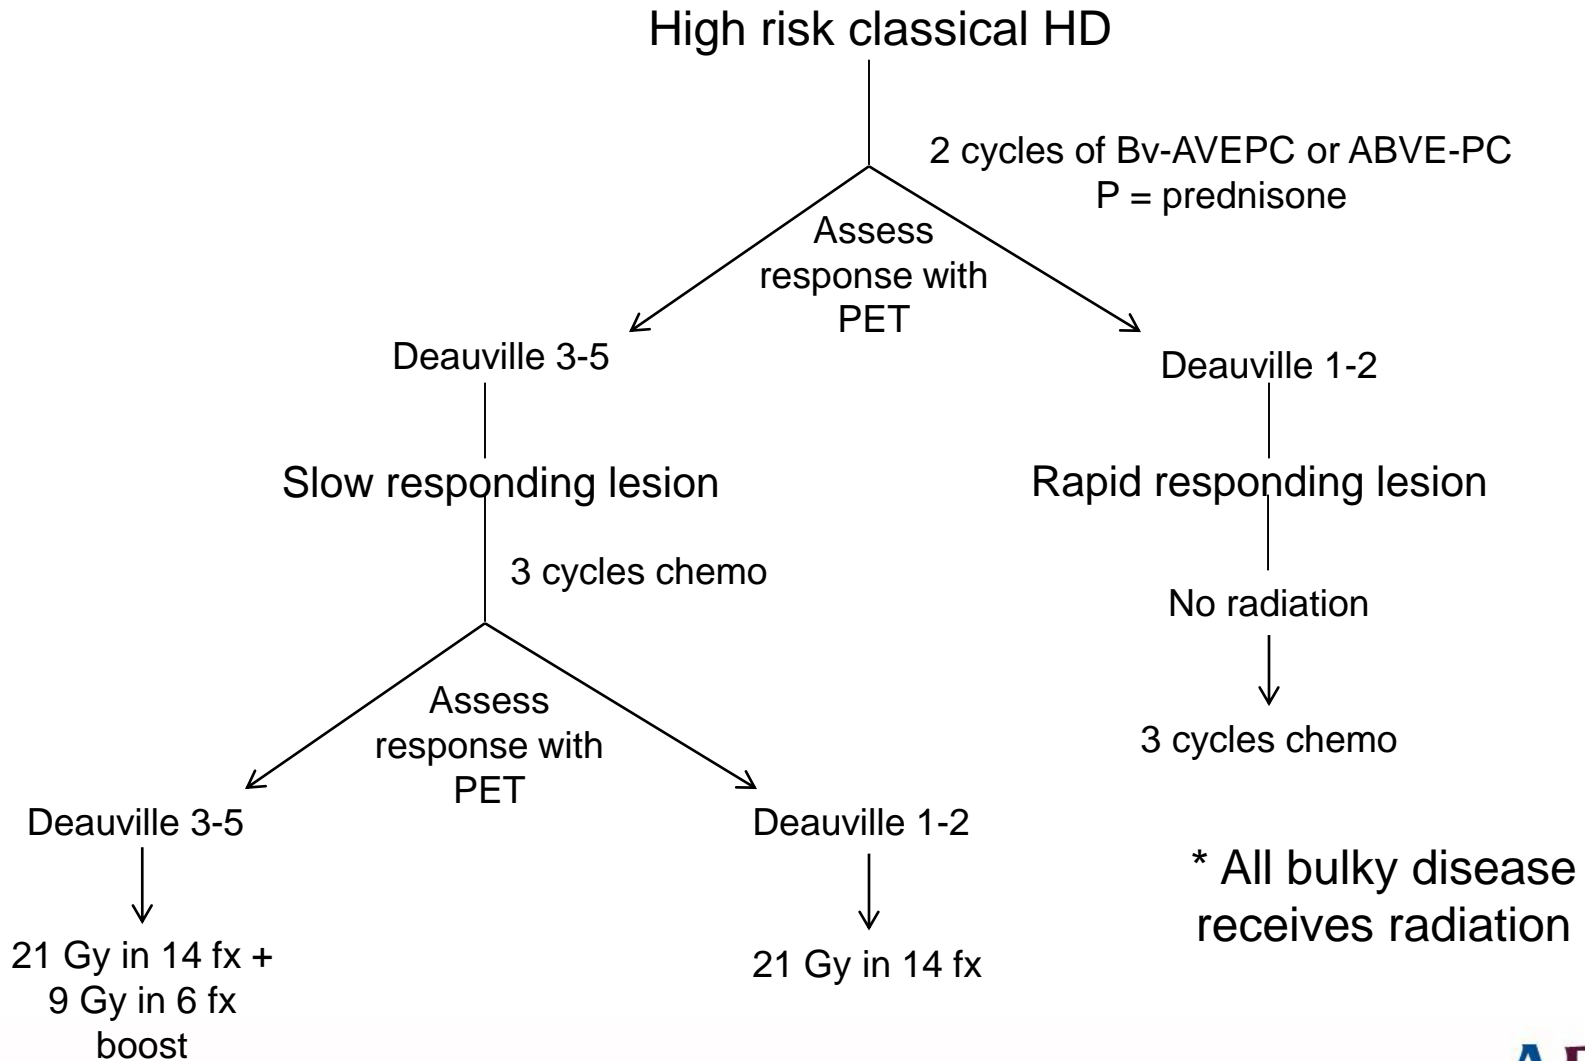 High risk classical HD
2 cycles of Bv-AVEPC or ABVE-PC
P = prednisone
Assess
response with
PET
Deauville 3-5
Deauville 1-2
Slow responding lesion
Rapid responding lesion
3 cycles chemo
No radiation
3 cycles chemo
Assess
response with
PET
Deauville 3-5
Deauville 1-2
* All bulky disease
receives radiation
21 Gy in 14 fx +
9 Gy in 6 fx
boost
21 Gy in 14 fx